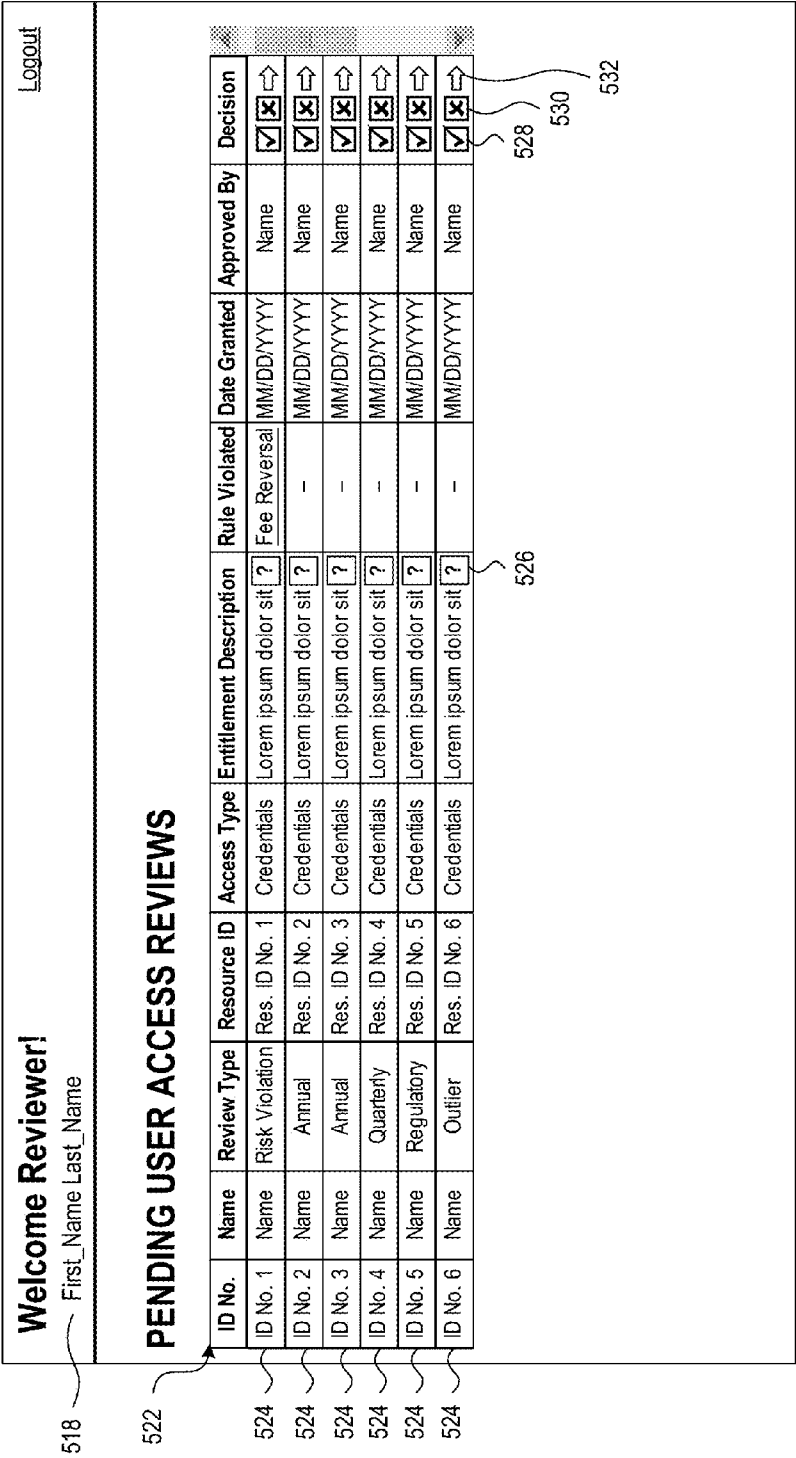 Welcome Reviewer!
Logout
518
First_Name Last_Name
PENDING USER ACCESS REVIEWS
522
ID No. Name Review Type Resource ID Access Type Entitlement Description Rule Violated Date Granted Approved By Decision
524 ID No. 1 Name Risk Violation Res. ID No. 1 Credentials Lorem ipsum dolor sit ? Fee Reversal MM/DD/YYYY Name
524 ID No. 2 Name Annual Res. ID No. 2 Credentials Lorem ipsum dolor sit ? – MM/DD/YYYY Name
524 ID No. 3 Name Annual Res. ID No. 3 Credentials Lorem ipsum dolor sit ? – MM/DD/YYYY Name
524 ID No. 4 Name Quarterly Res. ID No. 4 Credentials Lorem ipsum dolor sit ? – MM/DD/YYYY Name
524 ID No. 5 Name Regulatory Res. ID No. 5 Credentials Lorem ipsum dolor sit ? – MM/DD/YYYY Name
524 ID No. 6 Name Outlier Res. ID No. 6 Credentials Lorem ipsum dolor sit ? – MM/DD/YYYY Name
526
528
530
532